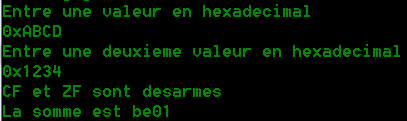 Entre une valeur en hexadecimal
0xABCD
Entre une deuxieme valeur en hexadecimal
0x1234
CF et ZF sont desarmes
La somme est be01